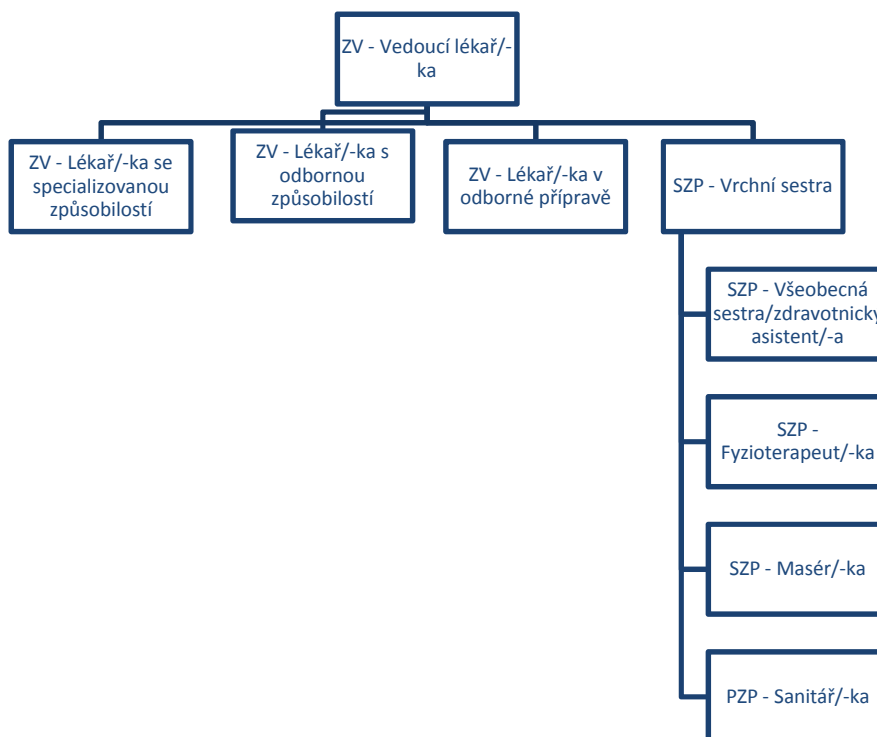 ZV - Vedoucí lékař/-
ka
ZV - Lékař/-ka se
specializovanou
způsobilostí
ZV - Lékař/-ka s
odbornou
způsobilostí
ZV - Lékař/-ka v
odborné přípravě
SZP - Vrchní sestra
SZP - Všeobecná
sestra/zdravotnický
asistent/-a
SZP -
Fyzioterapeut/-ka
SZP - Masér/-ka
PZP - Sanitář/-ka